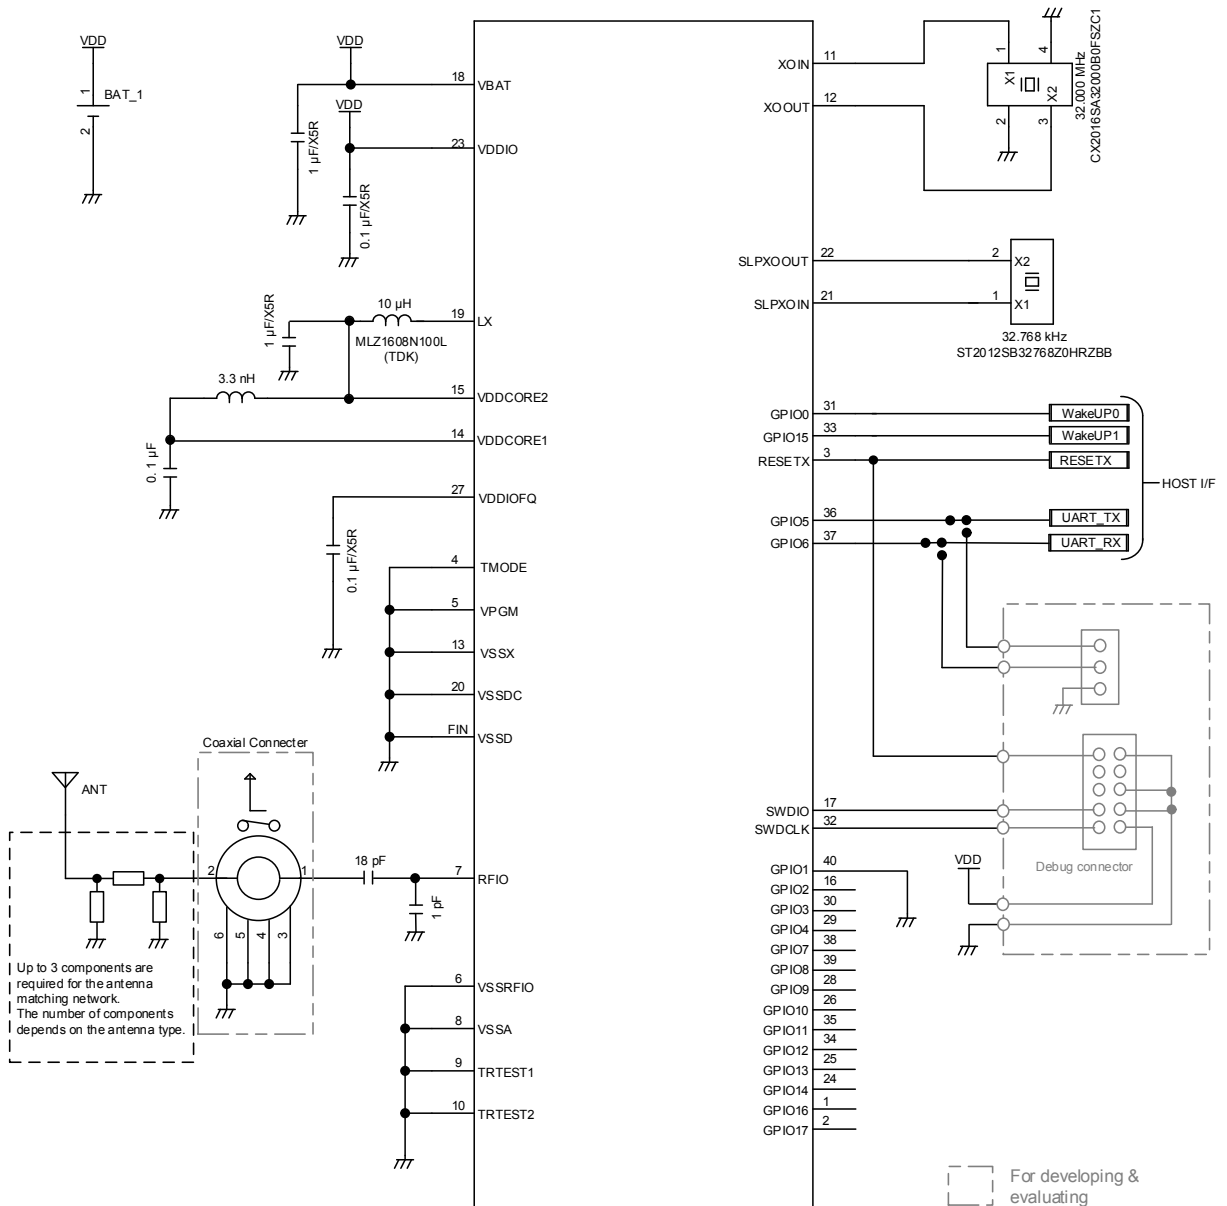 VDD
1
BAT_1
2
VDD
18
VBAT
1 µF/X5R
VDD
23
VDDIO
0.1 µF/X5R
10 µH
19
LX
MLZ1608N100L
(TDK)
1 µF/X5R
3.3 nH
15
VDDCORE2
14
VDDCORE1
0.1 µF
27
VDDIOFQ
0.1 µF/X5R
4
TMODE
5
VPGM
13
VSSX
20
VSSDC
FIN
VSSD
Coaxial Connecter
ANT
2
1
18 pF
7
RFIO
1 pF
6
5
4
3
Up to 3 components are
required for the antenna
matching network.
The number of components
depends on the antenna type.
6
VSSRFIO
8
VSSA
9
TRTEST1
10
TRTEST2
XOIN
11
XOOUT
12
1
4
X1
X2
2
3
32.000 MHz
CX2016SA32000B0FSZC1
SLPXOOUT
22
2
X2
SLPXOIN
21
1
X1
32.768 kHz
ST2012SB32768Z0HRZBB
GPIO0
31
WakeUP0
GPIO15
33
WakeUP1
RESETX
3
RESETX
HOST I/F
GPIO5
36
UART_TX
GPIO6
37
UART_RX
SWDIO
17
SWDCLK
32
Debug connector
VDD
GPIO1
40
GPIO2
16
GPIO3
30
GPIO4
29
GPIO7
38
GPIO8
39
GPIO9
28
GPIO10
26
GPIO11
35
GPIO12
34
GPIO13
25
GPIO14
24
GPIO16
1
GPIO17
2
For developing &
evaluating